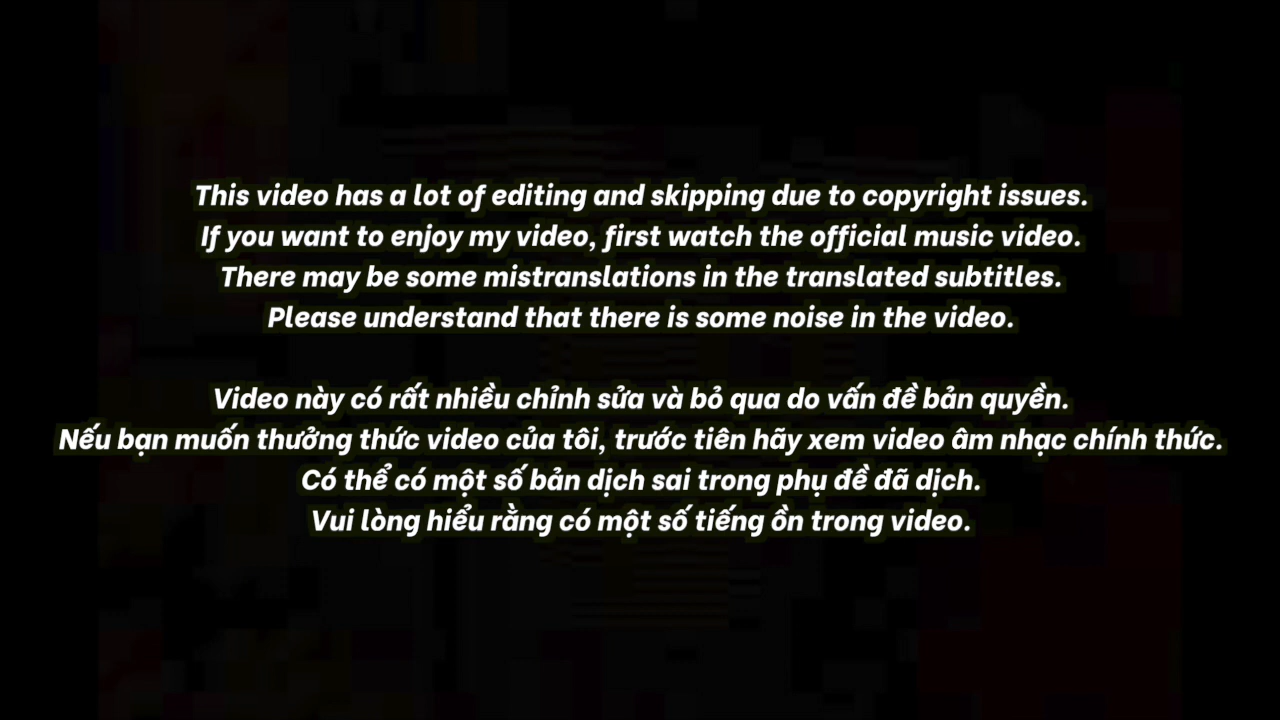 This video has a lot of editing and skipping due to copyright issues.
If you want to enjoy my video, first watch the official music video.
There may be some mistranslations in the translated subtitles.
Please understand that there is some noise in the video.
Video này có rất nhiều chỉnh sửa và bỏ qua do vấn đề bản quyền.
Nếu bạn muốn thưởng thức video của tôi, trước tiên hãy xem video âm nhạc chính thức.
Có thể có một số bản dịch sai trong phụ đề đã dịch.
Vui lòng hiểu rằng có một số tiếng ồn trong video.